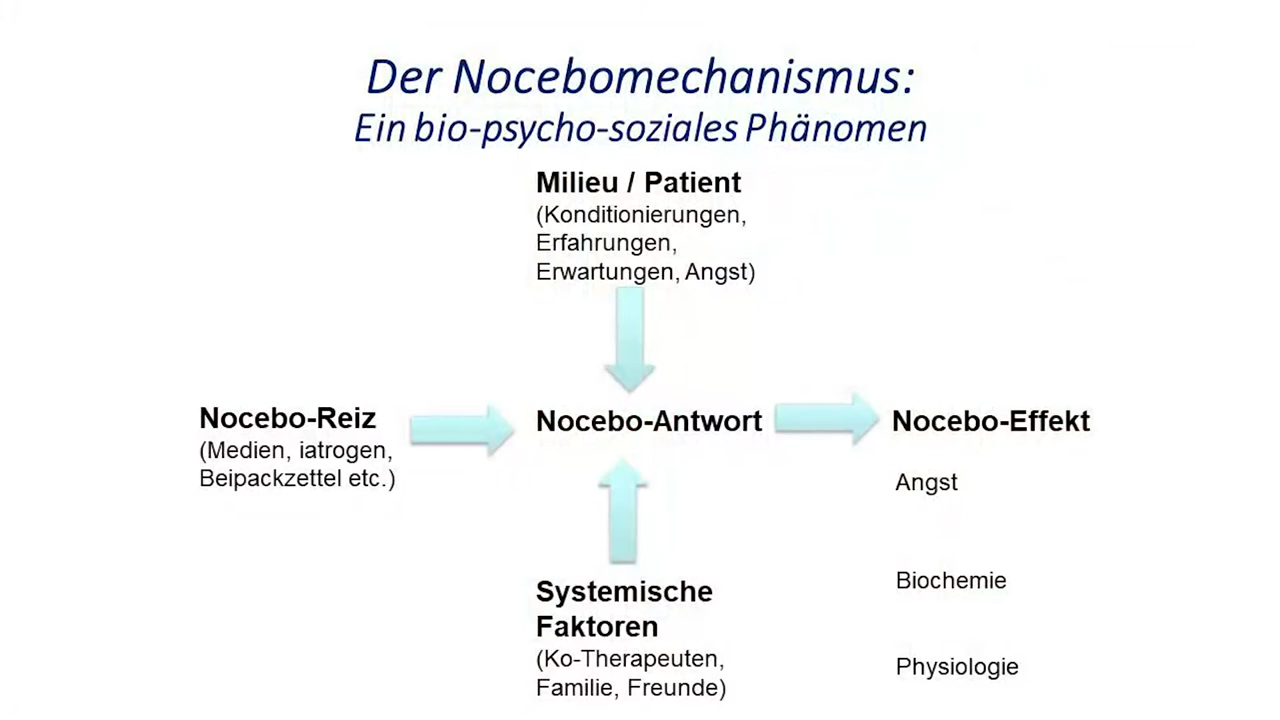 Der Nocebomechanismus:
Ein bio-psycho-soziales Phänomen
Milieu / Patient
(Konditionierungen,
Erfahrungen,
Erwartungen, Angst)
Nocebo-Reiz
(Medien, iatrogen,
Beipackzettel etc.)
Nocebo-Antwort
Nocebo-Effekt
Angst
Biochemie
Physiologie
Systemische
Faktoren
(Ko-Therapeuten,
Familie, Freunde)